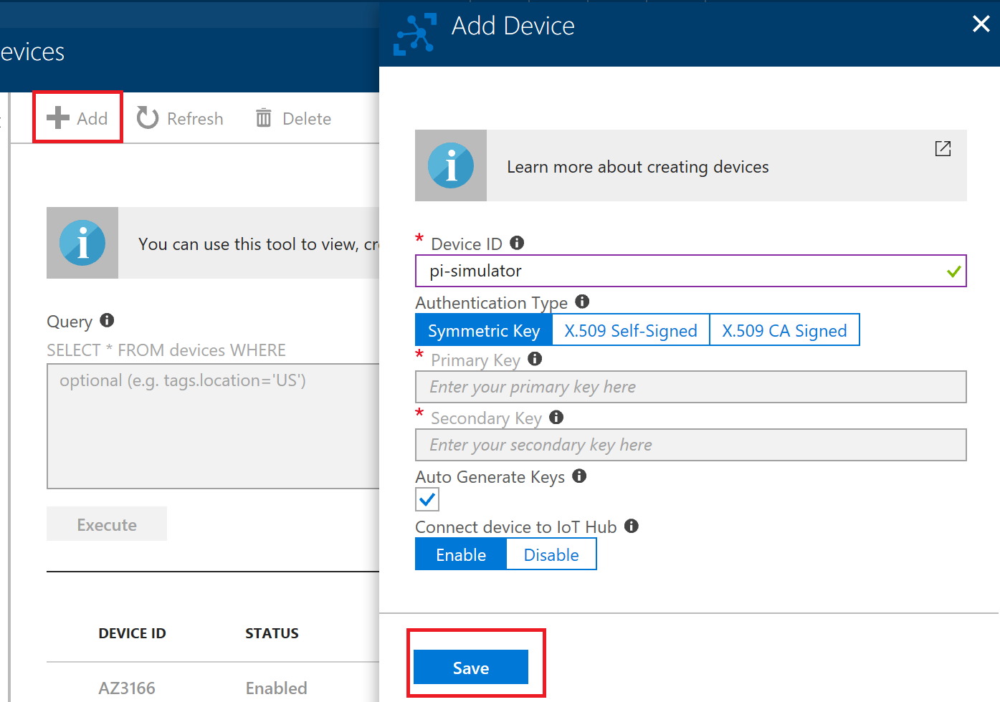 evices
Add
Refresh
Delete
You can use this tool to view, cr
Query
SELECT * FROM devices WHERE
optional (e.g. tags.location='US')
Execute
DEVICE ID STATUS
AZ3166 Enabled
Add Device
Learn more about creating devices
* Device ID
pi-simulator
Authentication Type
Symmetric Key X.509 Self-Signed X.509 CA Signed
* Primary Key
Enter your primary key here
* Secondary Key
Enter your secondary key here
Auto Generate Keys
Connect device to IoT Hub
Enable Disable
Save